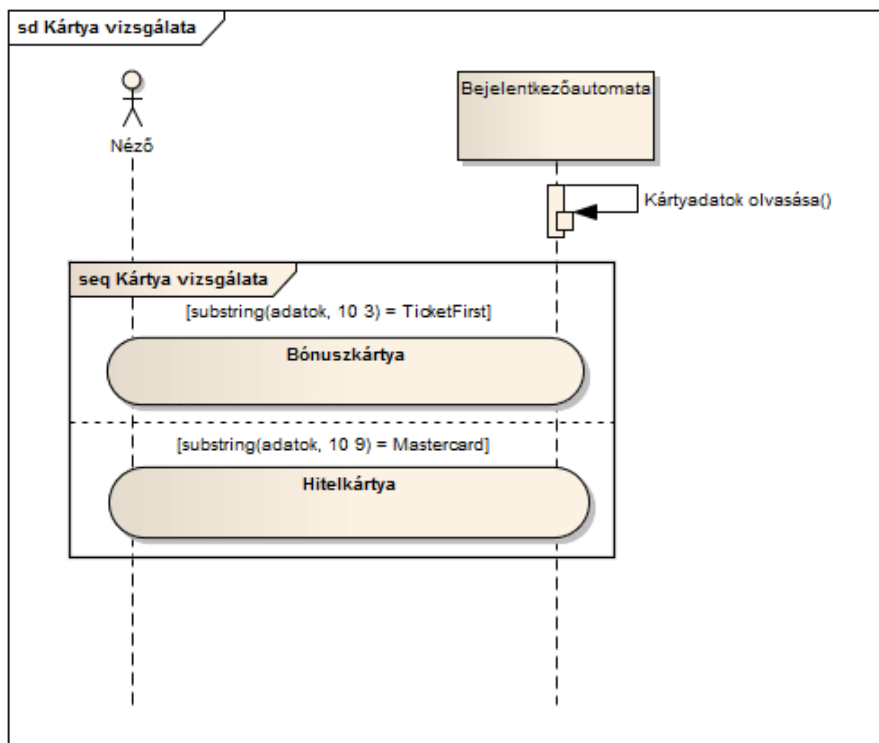 sd Kártya vizsgálata
Néző
Bejelentkezőautomata
Kártyadatok olvasása()
seq Kártya vizsgálata
[substring(adatok, 10 3) = TicketFirst]
Bónuszkártya
[substring(adatok, 10 9) = Mastercard]
Hitelkártya